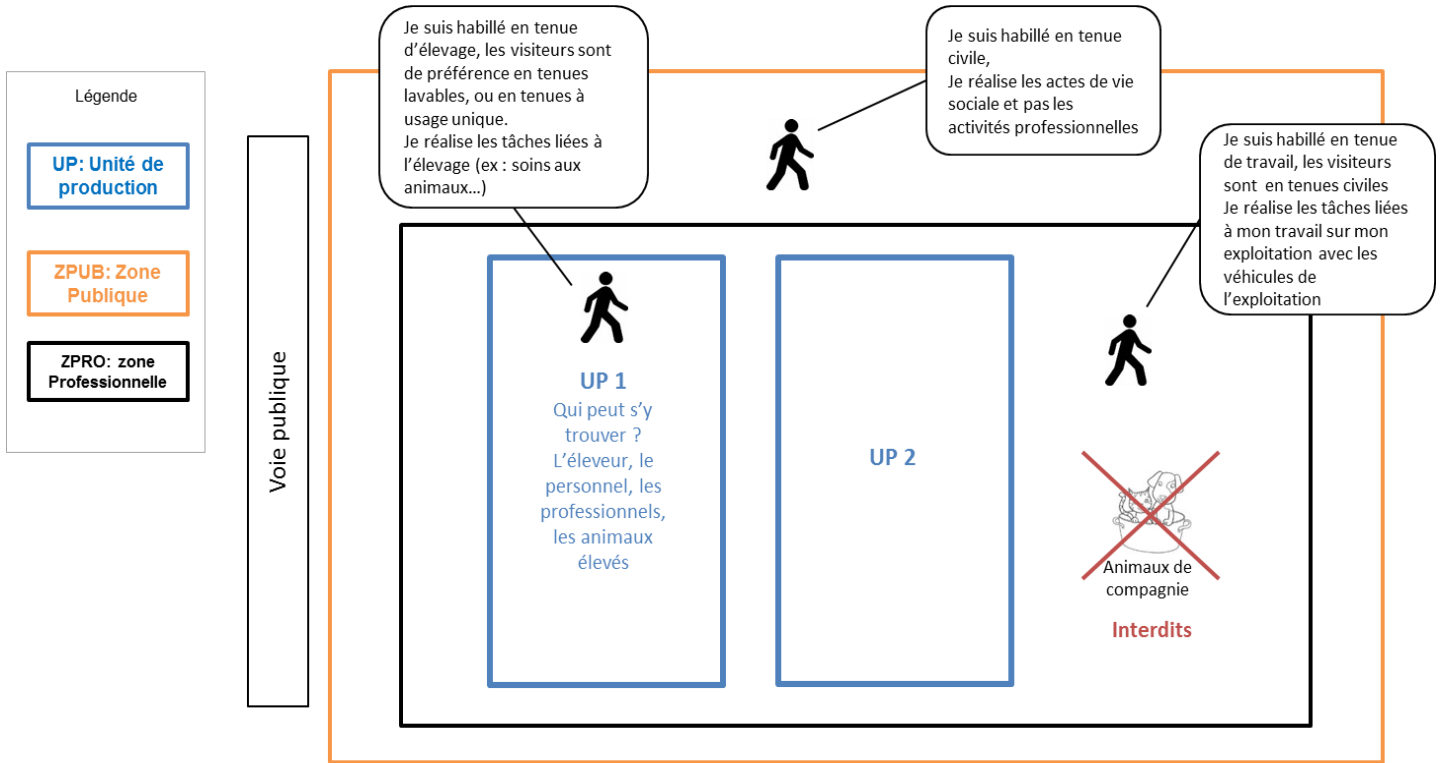 Légende
UP: Unité de
production
ZPUB: Zone
Publique
ZPRO: zone
Professionnelle
Voie publique
Je suis habillé en tenue
d’élevage, les visiteurs sont
de préférence en tenues
lavables, ou en tenues à
usage unique.
Je réalise les tâches liées à
l’élevage (ex : soins aux
animaux…)
Je suis habillé en tenue
civile,
Je réalise les actes de vie
sociale et pas les
activités professionnelles
Je suis habillé en tenue
de travail, les visiteurs
sont en tenues civiles
Je réalise les tâches liées
à mon travail sur mon
exploitation avec les
véhicules de
l’exploitation
UP 1
Qui peut s’y
trouver ?
L’éleveur, le
personnel, les
professionnels,
les animaux
élevés
UP 2
Animaux de
compagnie
Interdits